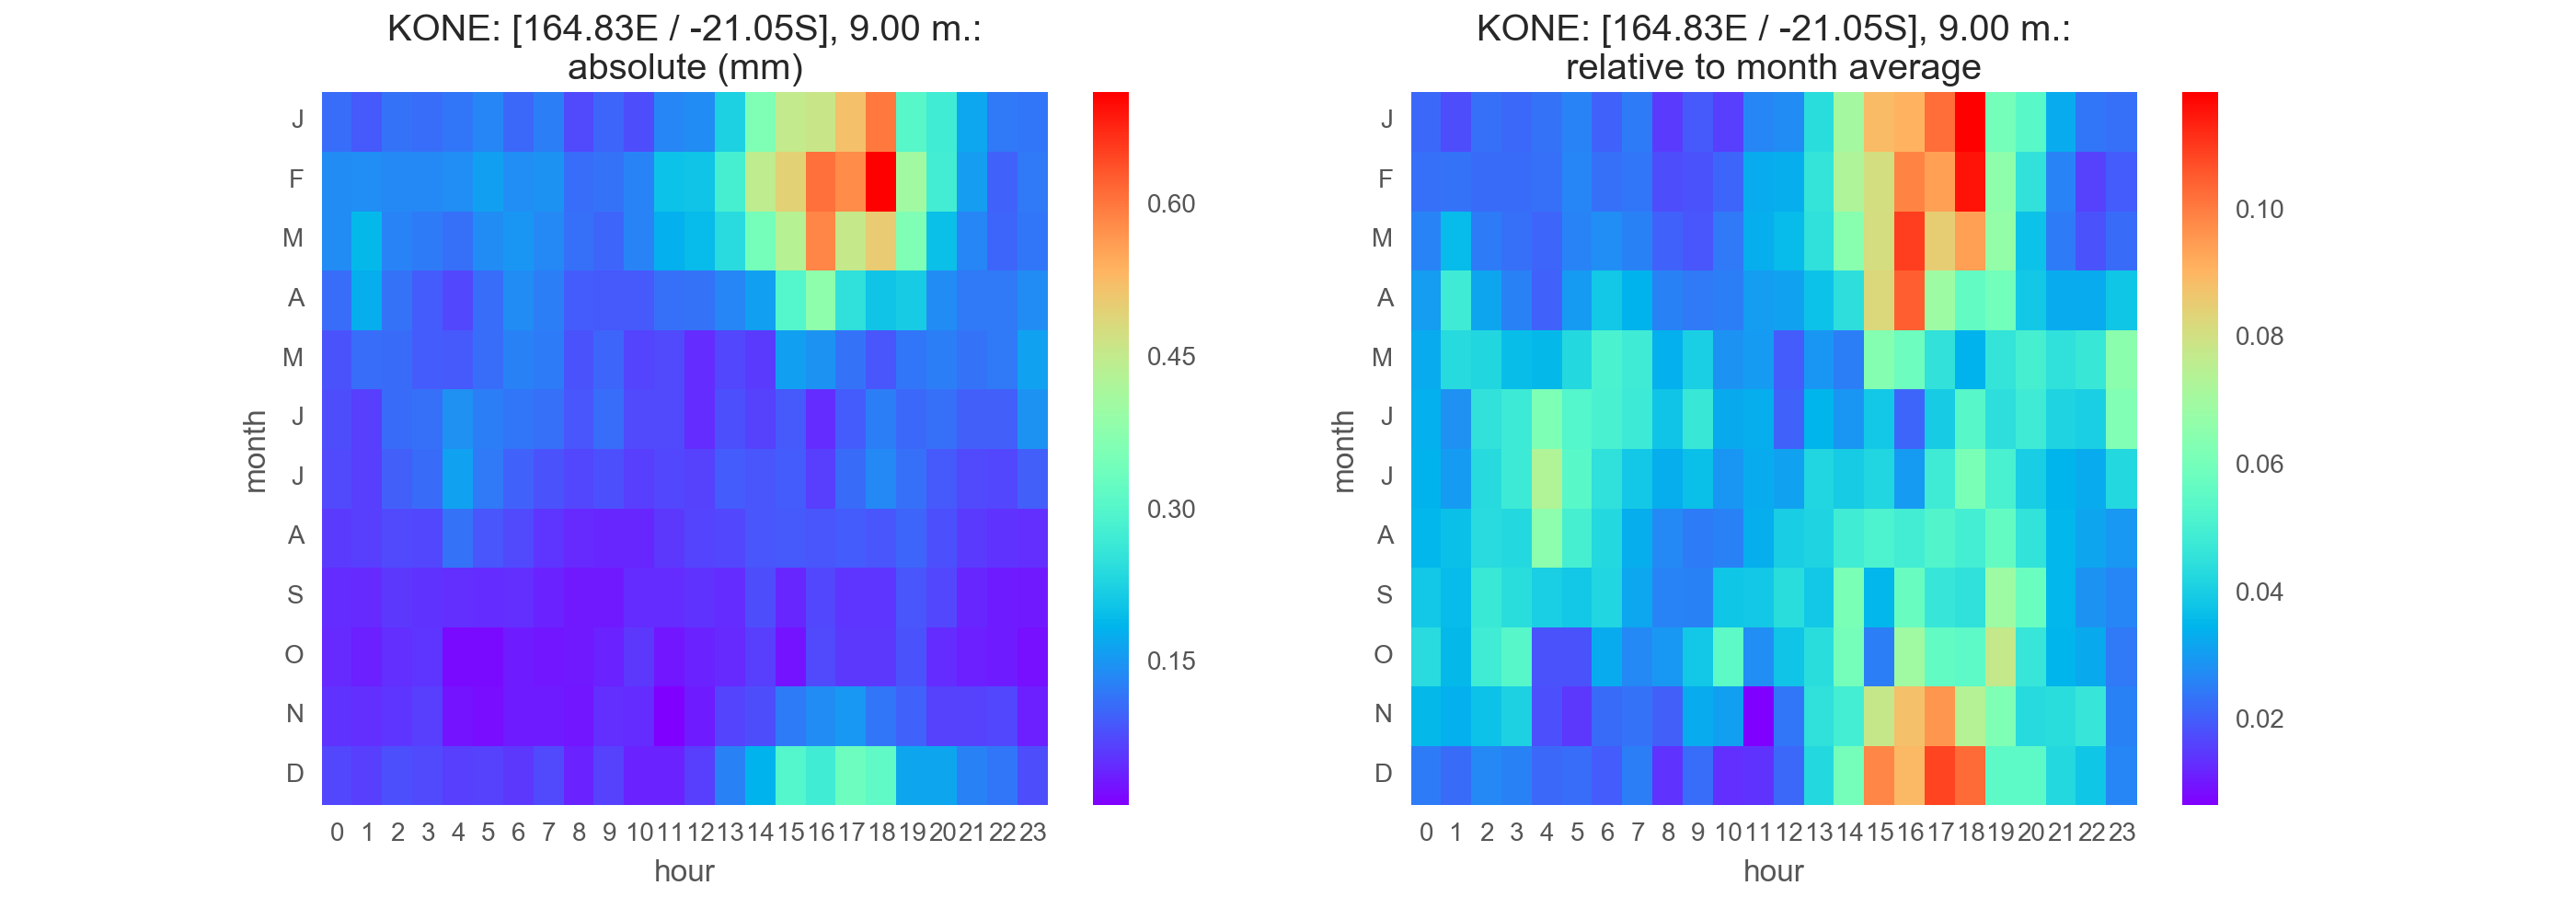 KONE: [164.83E / -21.05S], 9.00 m.:
absolute (mm)
J
F
M
A
M
J
J
A
S
O
N
D
month
0 1 2 3 4 5 6 7 8 9 10 11 12 13 14 15 16 17 18 19 20 21 22 23
hour
0.60
0.45
0.30
0.15
KONE: [164.83E / -21.05S], 9.00 m.:
relative to month average
J
F
M
A
M
J
J
A
S
O
N
D
month
0 1 2 3 4 5 6 7 8 9 10 11 12 13 14 15 16 17 18 19 20 21 22 23
hour
0.10
0.08
0.06
0.04
0.02